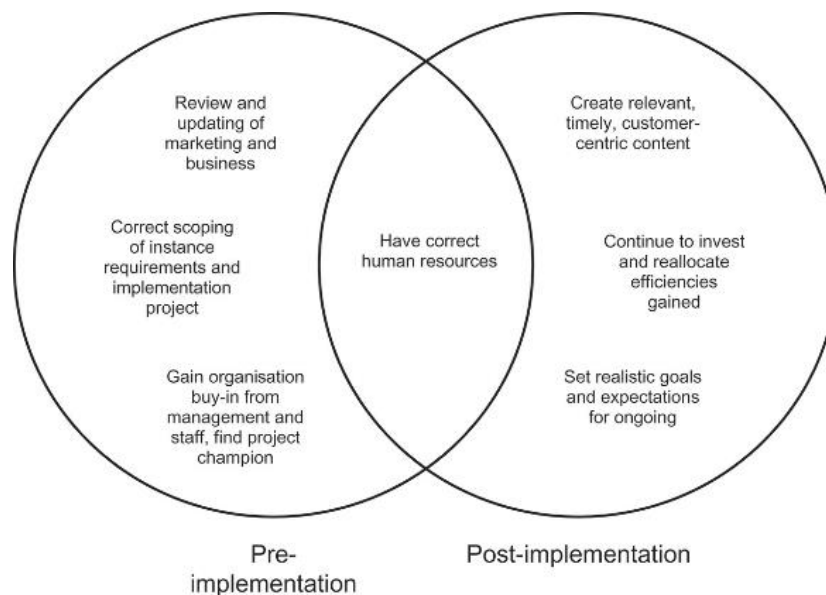 Review and
updating of
marketing and
business
Correct scoping
of instance
requirements and
implementation
project
Gain organisation
buy-in from
management and
staff, find project
champion
Have correct
human resources
Create relevant,
timely, customer-
centric content
Continue to invest
and reallocate
efficiencies
gained
Set realistic goals
and expectations
for ongoing
Pre-
implementation
Post-implementation